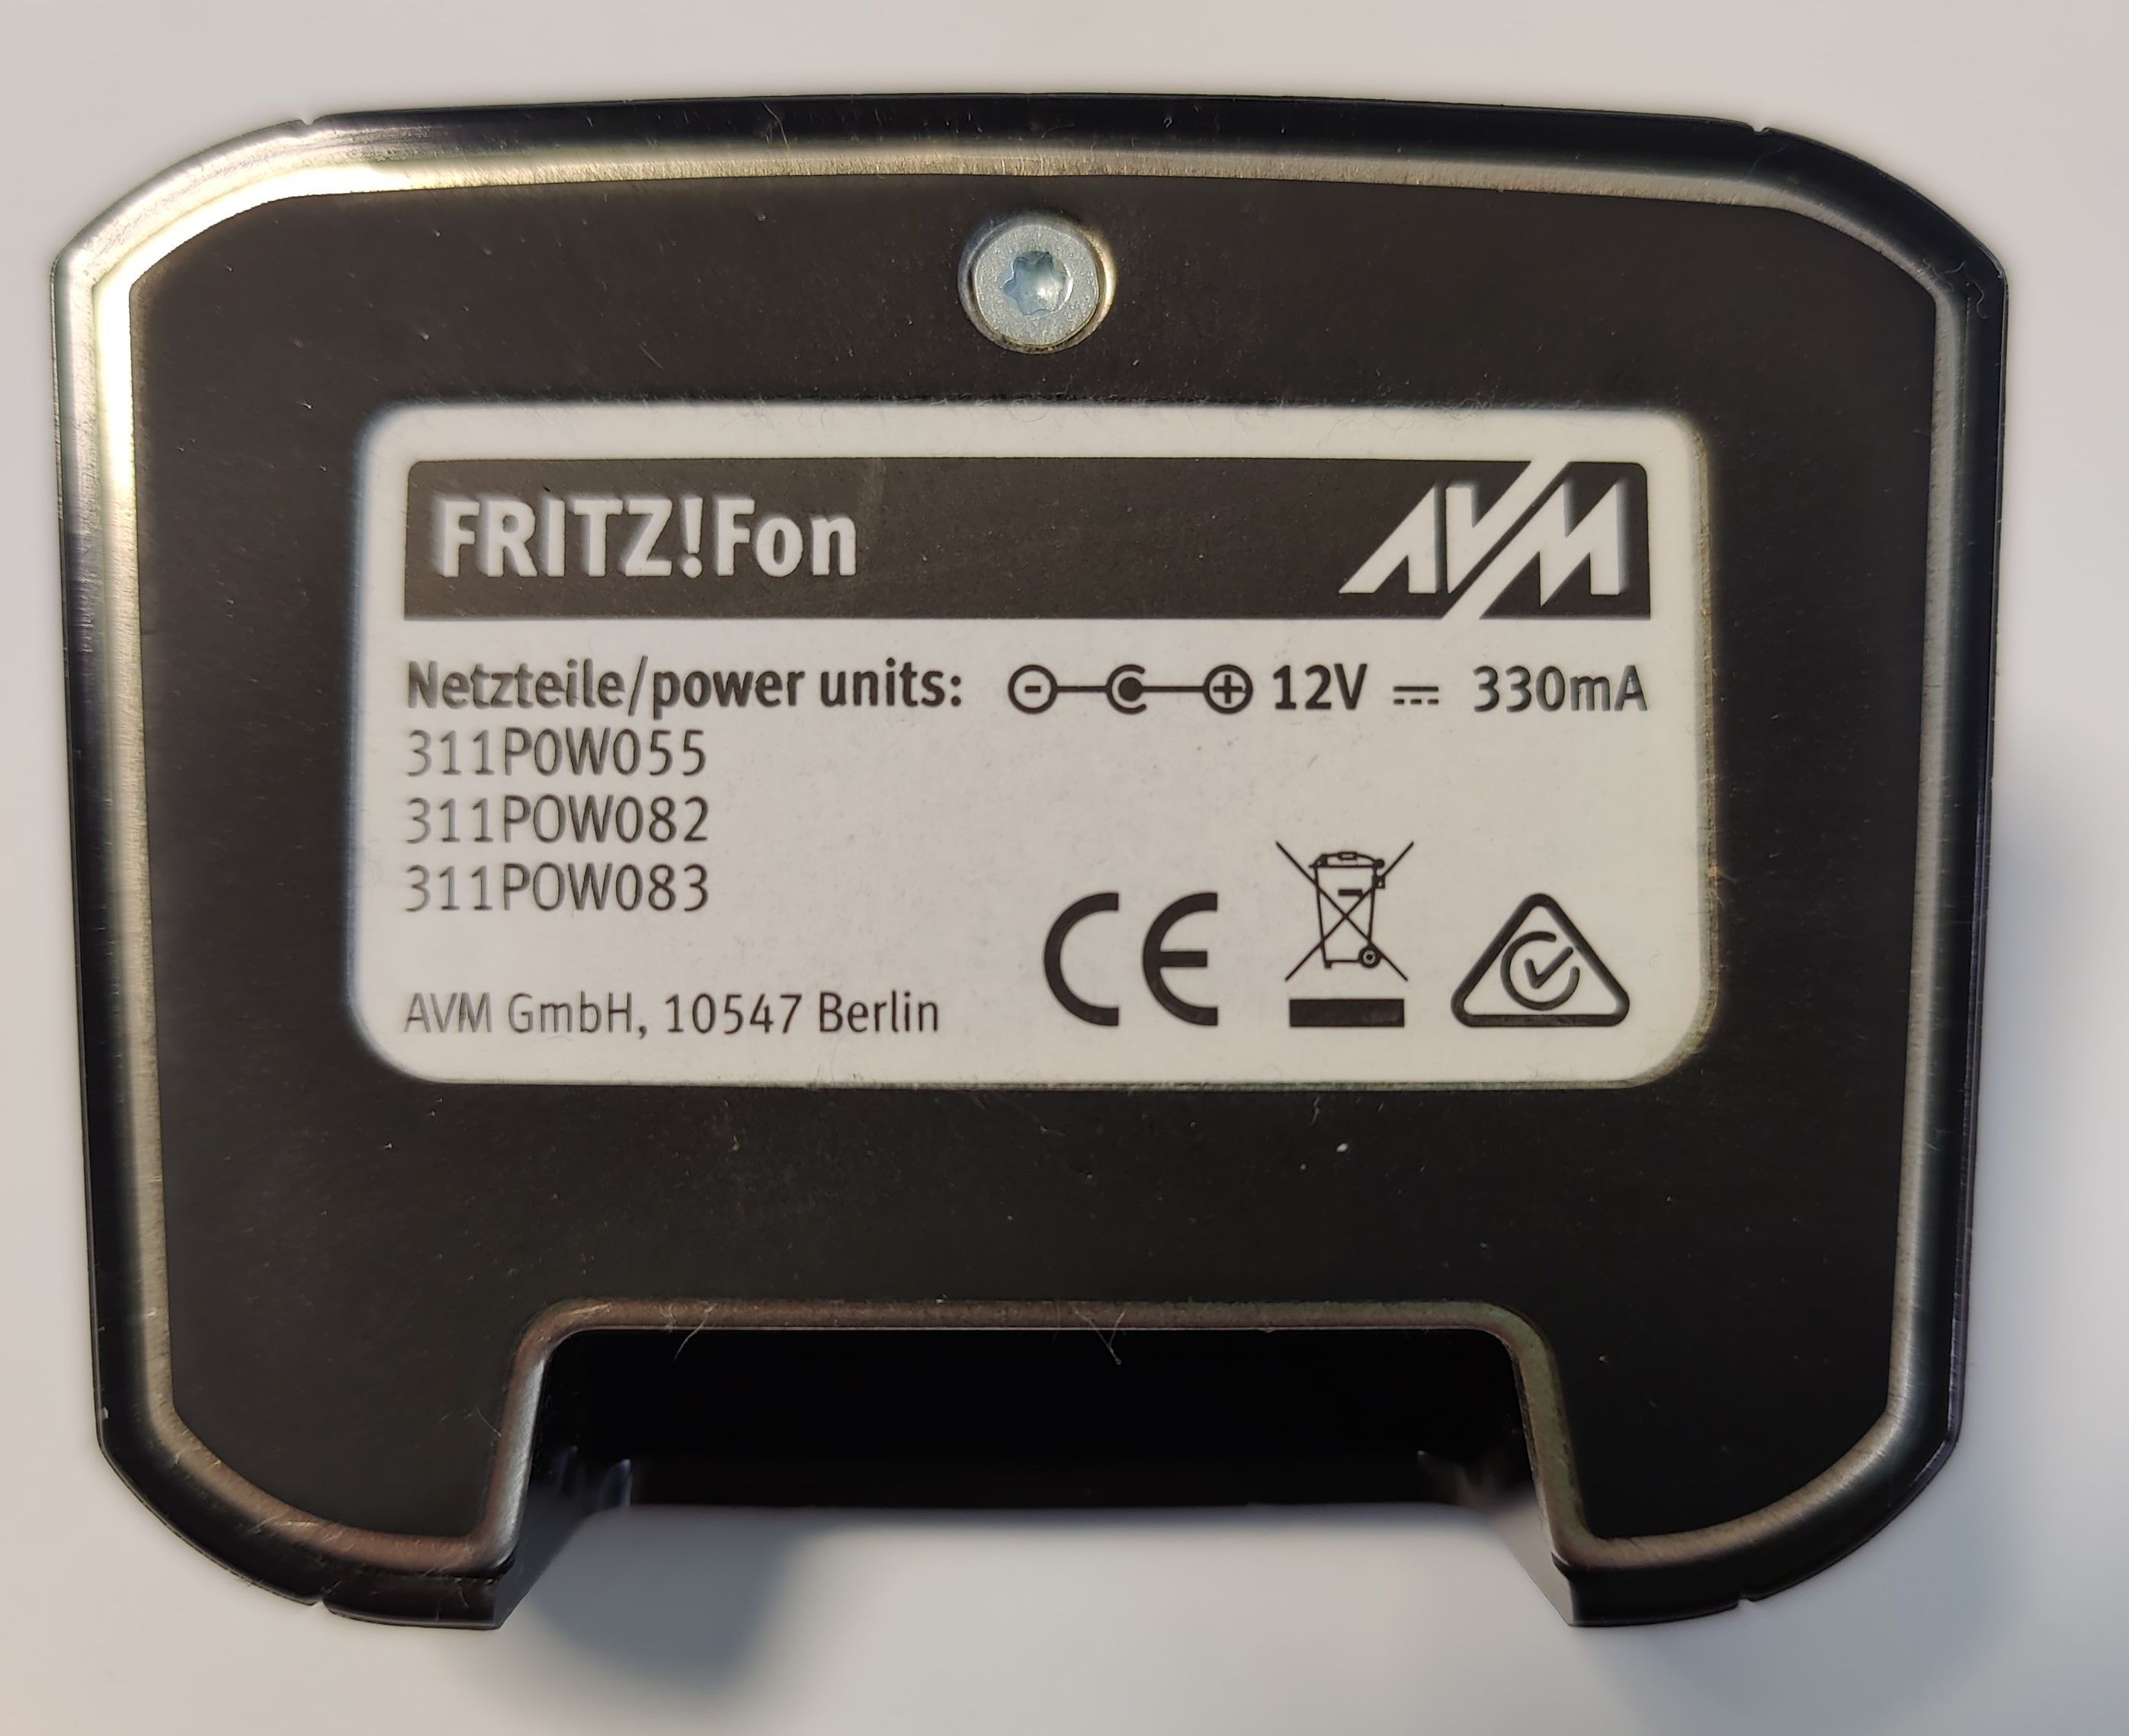 FRITZ!Fon AVM
Netzteile/power units: 12V ⎓ 330mA
311P0W055
311POW082
311POW083
AVM GmbH, 10547 Berlin CE